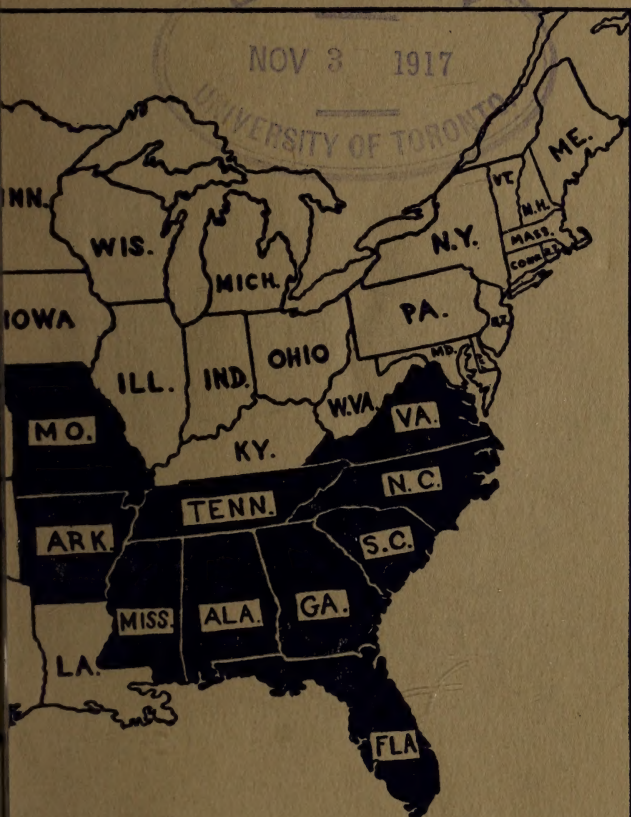 NOV 3 1917
UNIVERSITY OF TORONTO
ME.
VT.
N.H.
INN.
WIS.
MICH.
N.Y.
MASS.
CONN.
R.I.
IOWA
PA.
N.J.
ILL.
IND.
OHIO
MD.
W.VA.
VA.
MO.
KY.
N.C.
TENN.
ARK.
S.C.
MISS.
ALA.
GA.
LA.
FLA